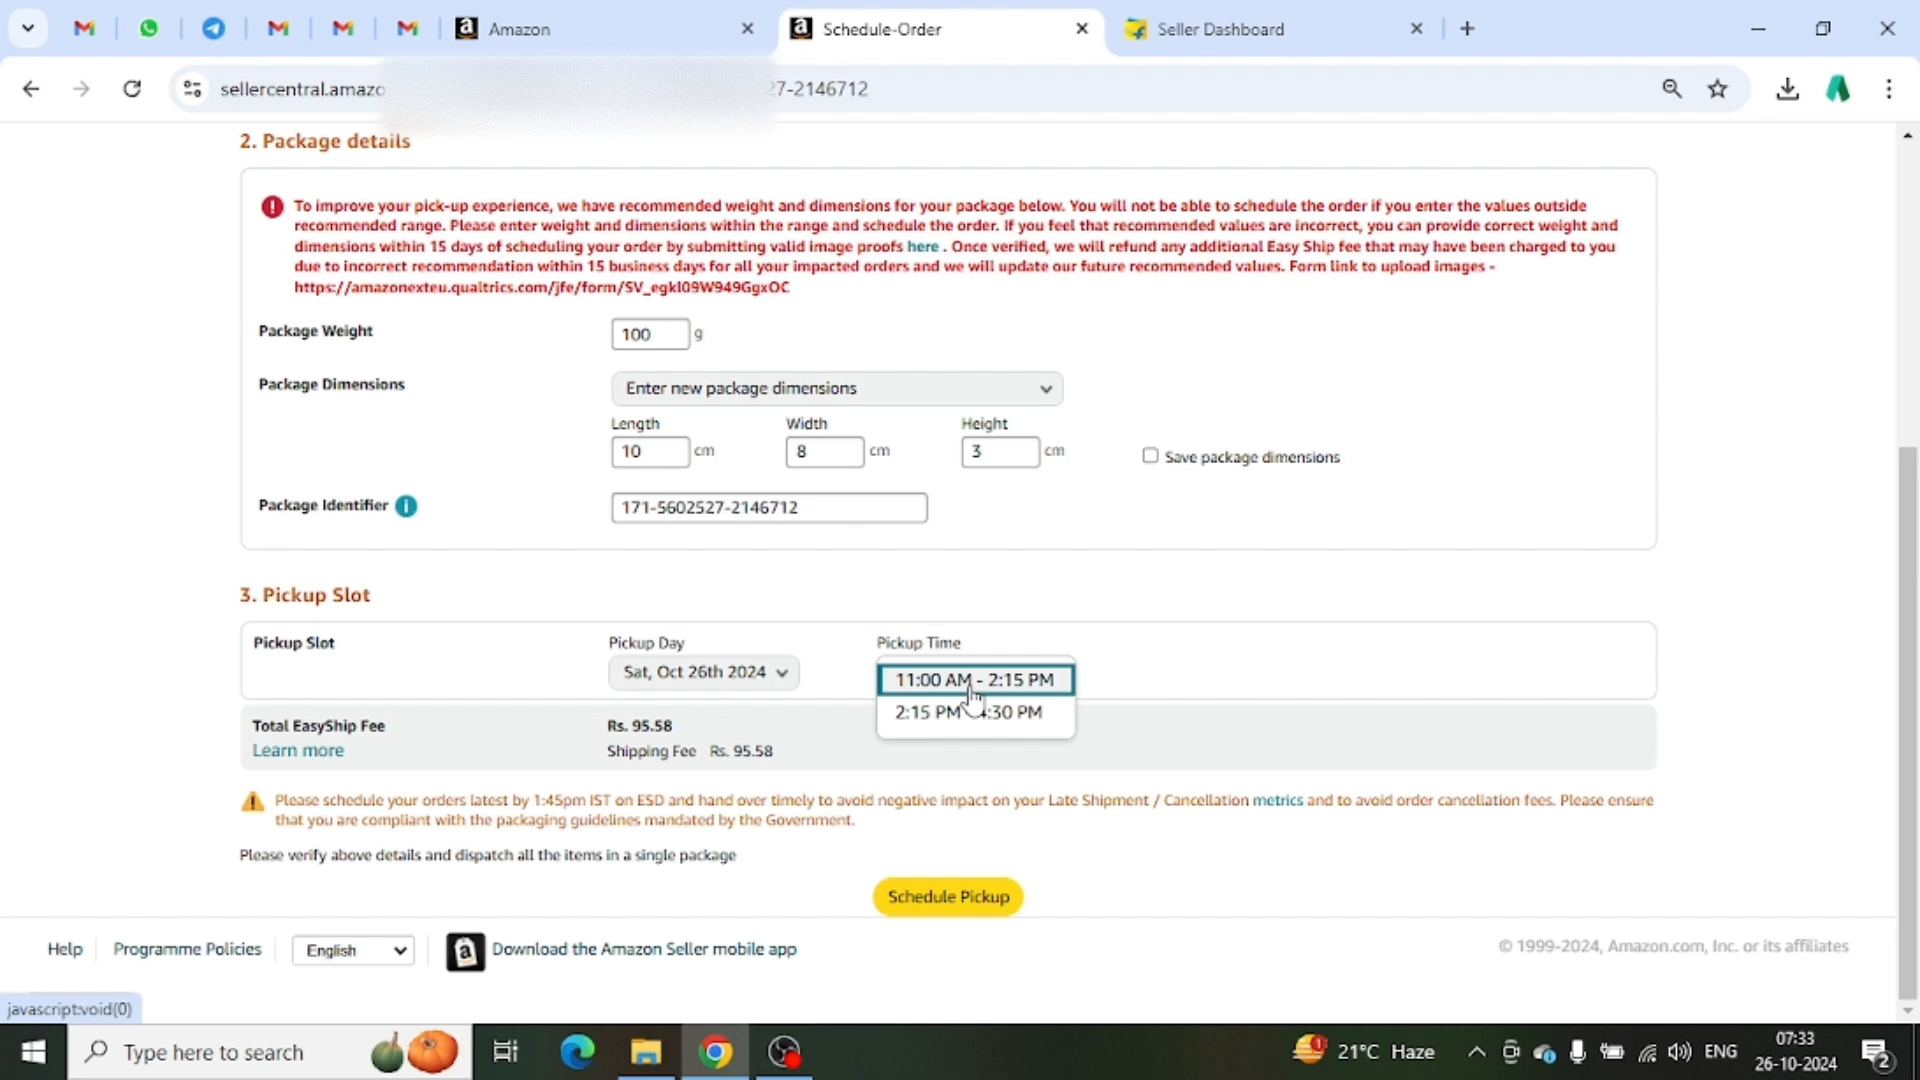 Amazon
Schedule-Order
Seller Dashboard
sellercentral.amazo
27-2146712
2. Package details
To improve your pick-up experience, we have recommended weight and dimensions for your package below. You will not be able to schedule the order if you enter the values outside
recommended range. Please enter weight and dimensions within the range and schedule the order. If you feel that recommended values are incorrect, you can provide correct weight and
dimensions within 15 days of scheduling your order by submitting valid image proofs here . Once verified, we will refund any additional Easy Ship fee that may have been charged to you
due to incorrect recommendation within 15 business days for all your impacted orders and we will update our future recommended values. Form link to upload images -
https://amazonexteu.qualtrics.com/jfe/form/SV_egkl09W949GgxOC
Package Weight
100 g
Package Dimensions
Enter new package dimensions
Length Width Height
10 cm 8 cm 3 cm
Save package dimensions
Package Identifier
171-5602527-2146712
3. Pickup Slot
Pickup Slot
Pickup Day
Pickup Time
Sat, Oct 26th 2024
11:00 AM - 2:15 PM
2:15 PM :30 PM
Total EasyShip Fee
Rs. 95.58
Learn more
Shipping Fee Rs. 95.58
Please schedule your orders latest by 1:45pm IST on ESD and hand over timely to avoid negative impact on your Late Shipment / Cancellation metrics and to avoid order cancellation fees. Please ensure
that you are compliant with the packaging guidelines mandated by the Government.
Please verify above details and dispatch all the items in a single package
Schedule Pickup
Help
Programme Policies
English
Download the Amazon Seller mobile app
© 1999-2024, Amazon.com, Inc. or its affiliates
javascript:void(0)
Type here to search
21°C Haze
ENG
07:33
26-10-2024
2